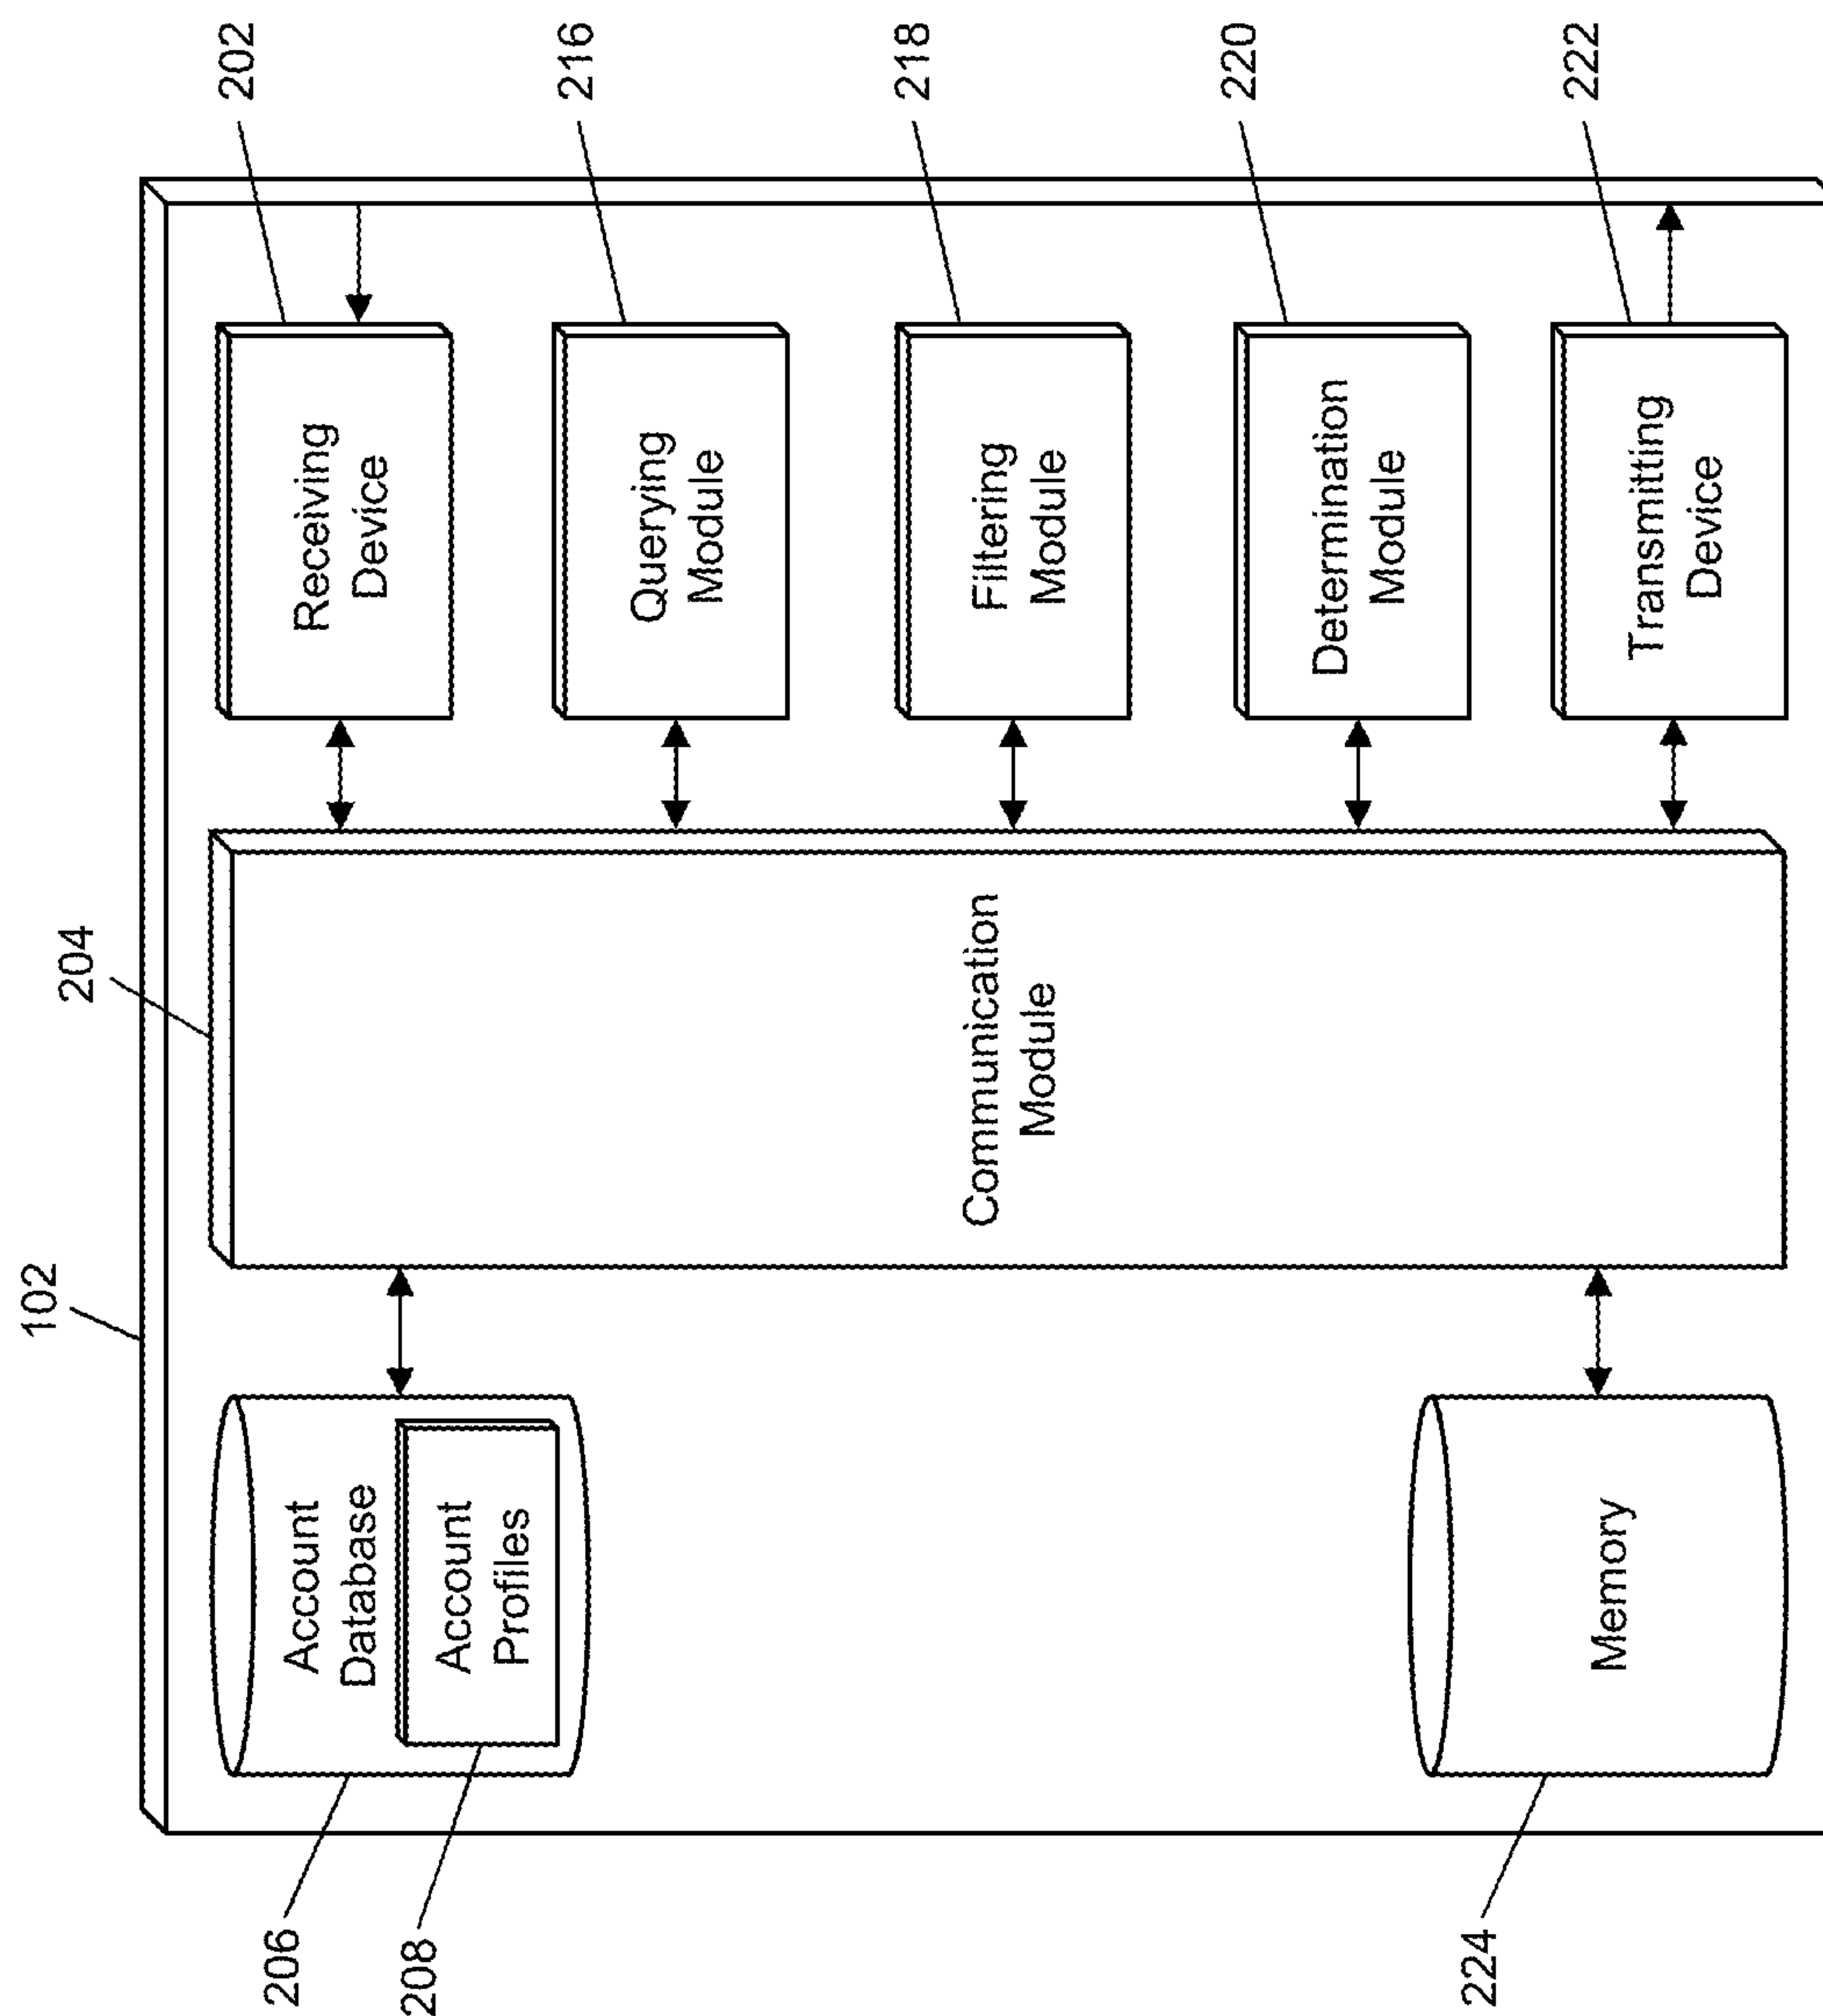 102
204
206
Account
Database
208
Account
Profiles
224
Memory
Communication
Module
Receiving
Device
202
Querying
Module
216
Filtering
Module
218
Determination
Module
220
Transmitting
Device
222